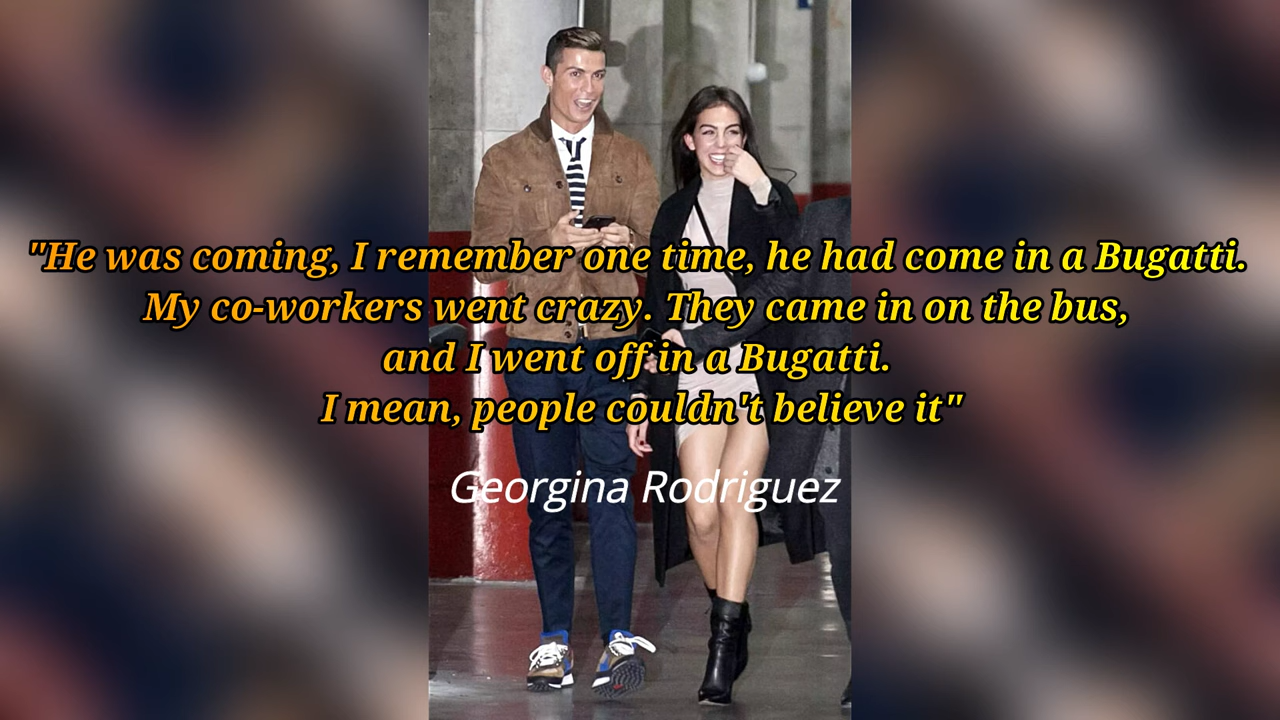 "He was coming, I remember one time, he had come in a Bugatti.
My co-workers went crazy. They came in on the bus,
and I went off in a Bugatti.
I mean, people couldn't believe it"
Georgina Rodriguez